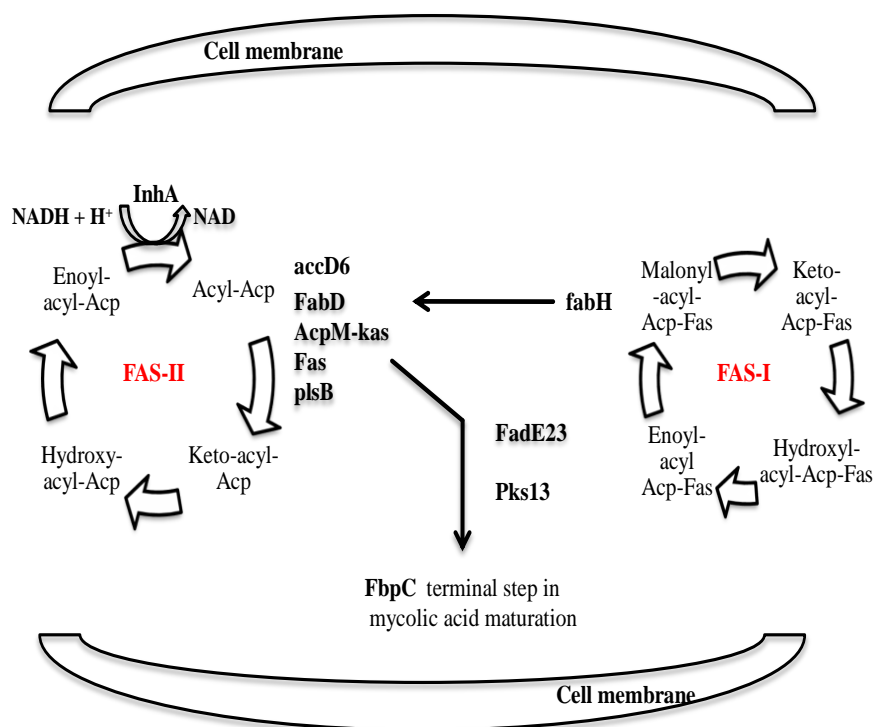 Cell membrane
InhA
NADH + H⁺
NAD
Enoyl-
acyl-Acp
Acyl-Acp
FAS-II
Hydroxy-
acyl-Acp
Keto-acyl-
Acp
accD6
FabD
AcpM-kas
Fas
plsB
fabH
Malonyl
-acyl-
Acp-Fas
Keto-
acyl-
Acp-Fas
FAS-I
Enoyl-
acyl
Acp-Fas
Hydroxyl-
acyl-Acp-Fas
FadE23
Pks13
FbpC terminal step in
mycolic acid maturation
Cell membrane